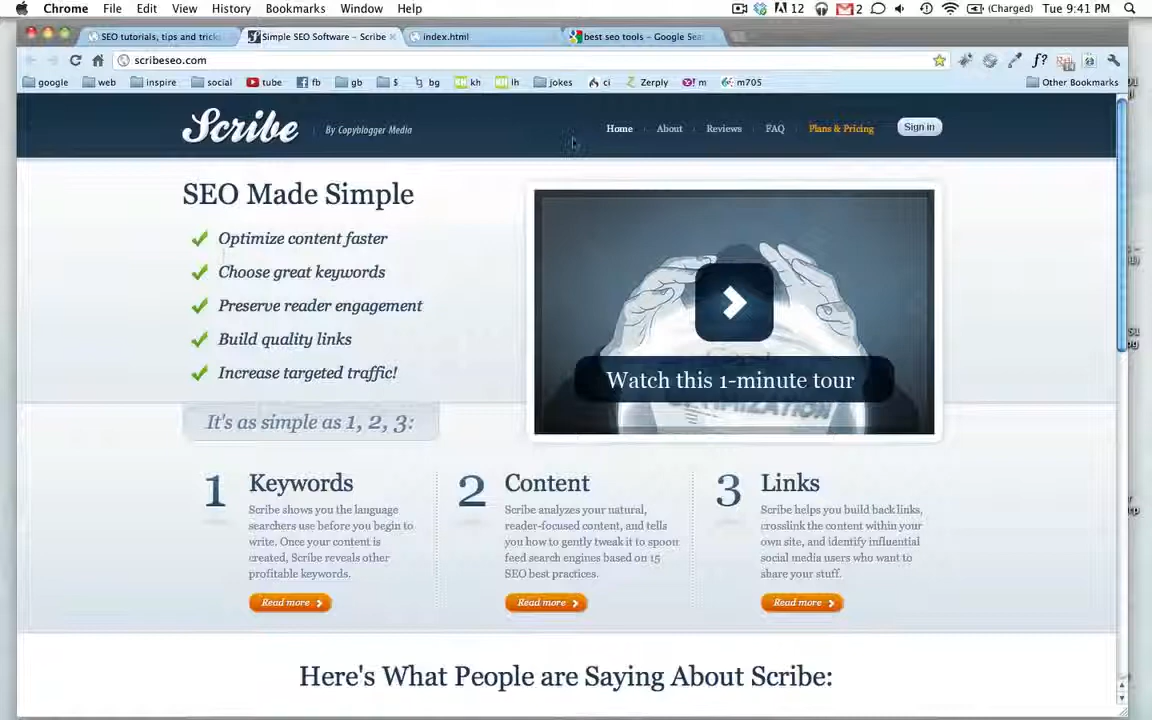 Chrome File Edit View History Bookmarks Window Help 12 2 (Charged) Tue 9:41 PM
SEO tutorials, tips and trick Simple SEO Software – Scribe index.html best seo tools – Google Sea
scribeseo.com
google web inspire social tube fb gb $ bg kh lh jokes ci Zerply m m705 Other Bookmarks
Scribe By Copyblogger Media Home About Reviews FAQ Plans & Pricing Sign in
SEO Made Simple
Optimize content faster
Choose great keywords
Preserve reader engagement
Build quality links
Increase targeted traffic!
Watch this 1-minute tour
It's as simple as 1, 2, 3:
1 Keywords
Scribe shows you the language
searchers use before you begin to
write. Once your content is
created, Scribe reveals other
profitable keywords.
Read more
2 Content
Scribe analyzes your natural,
reader-focused content, and tells
you how to gently tweak it to spoon
feed search engines based on 15
SEO best practices.
Read more
3 Links
Scribe helps you build back links,
crosslink the content within your
own site, and identify influential
social media users who want to
share your stuff.
Read more
Here's What People are Saying About Scribe: